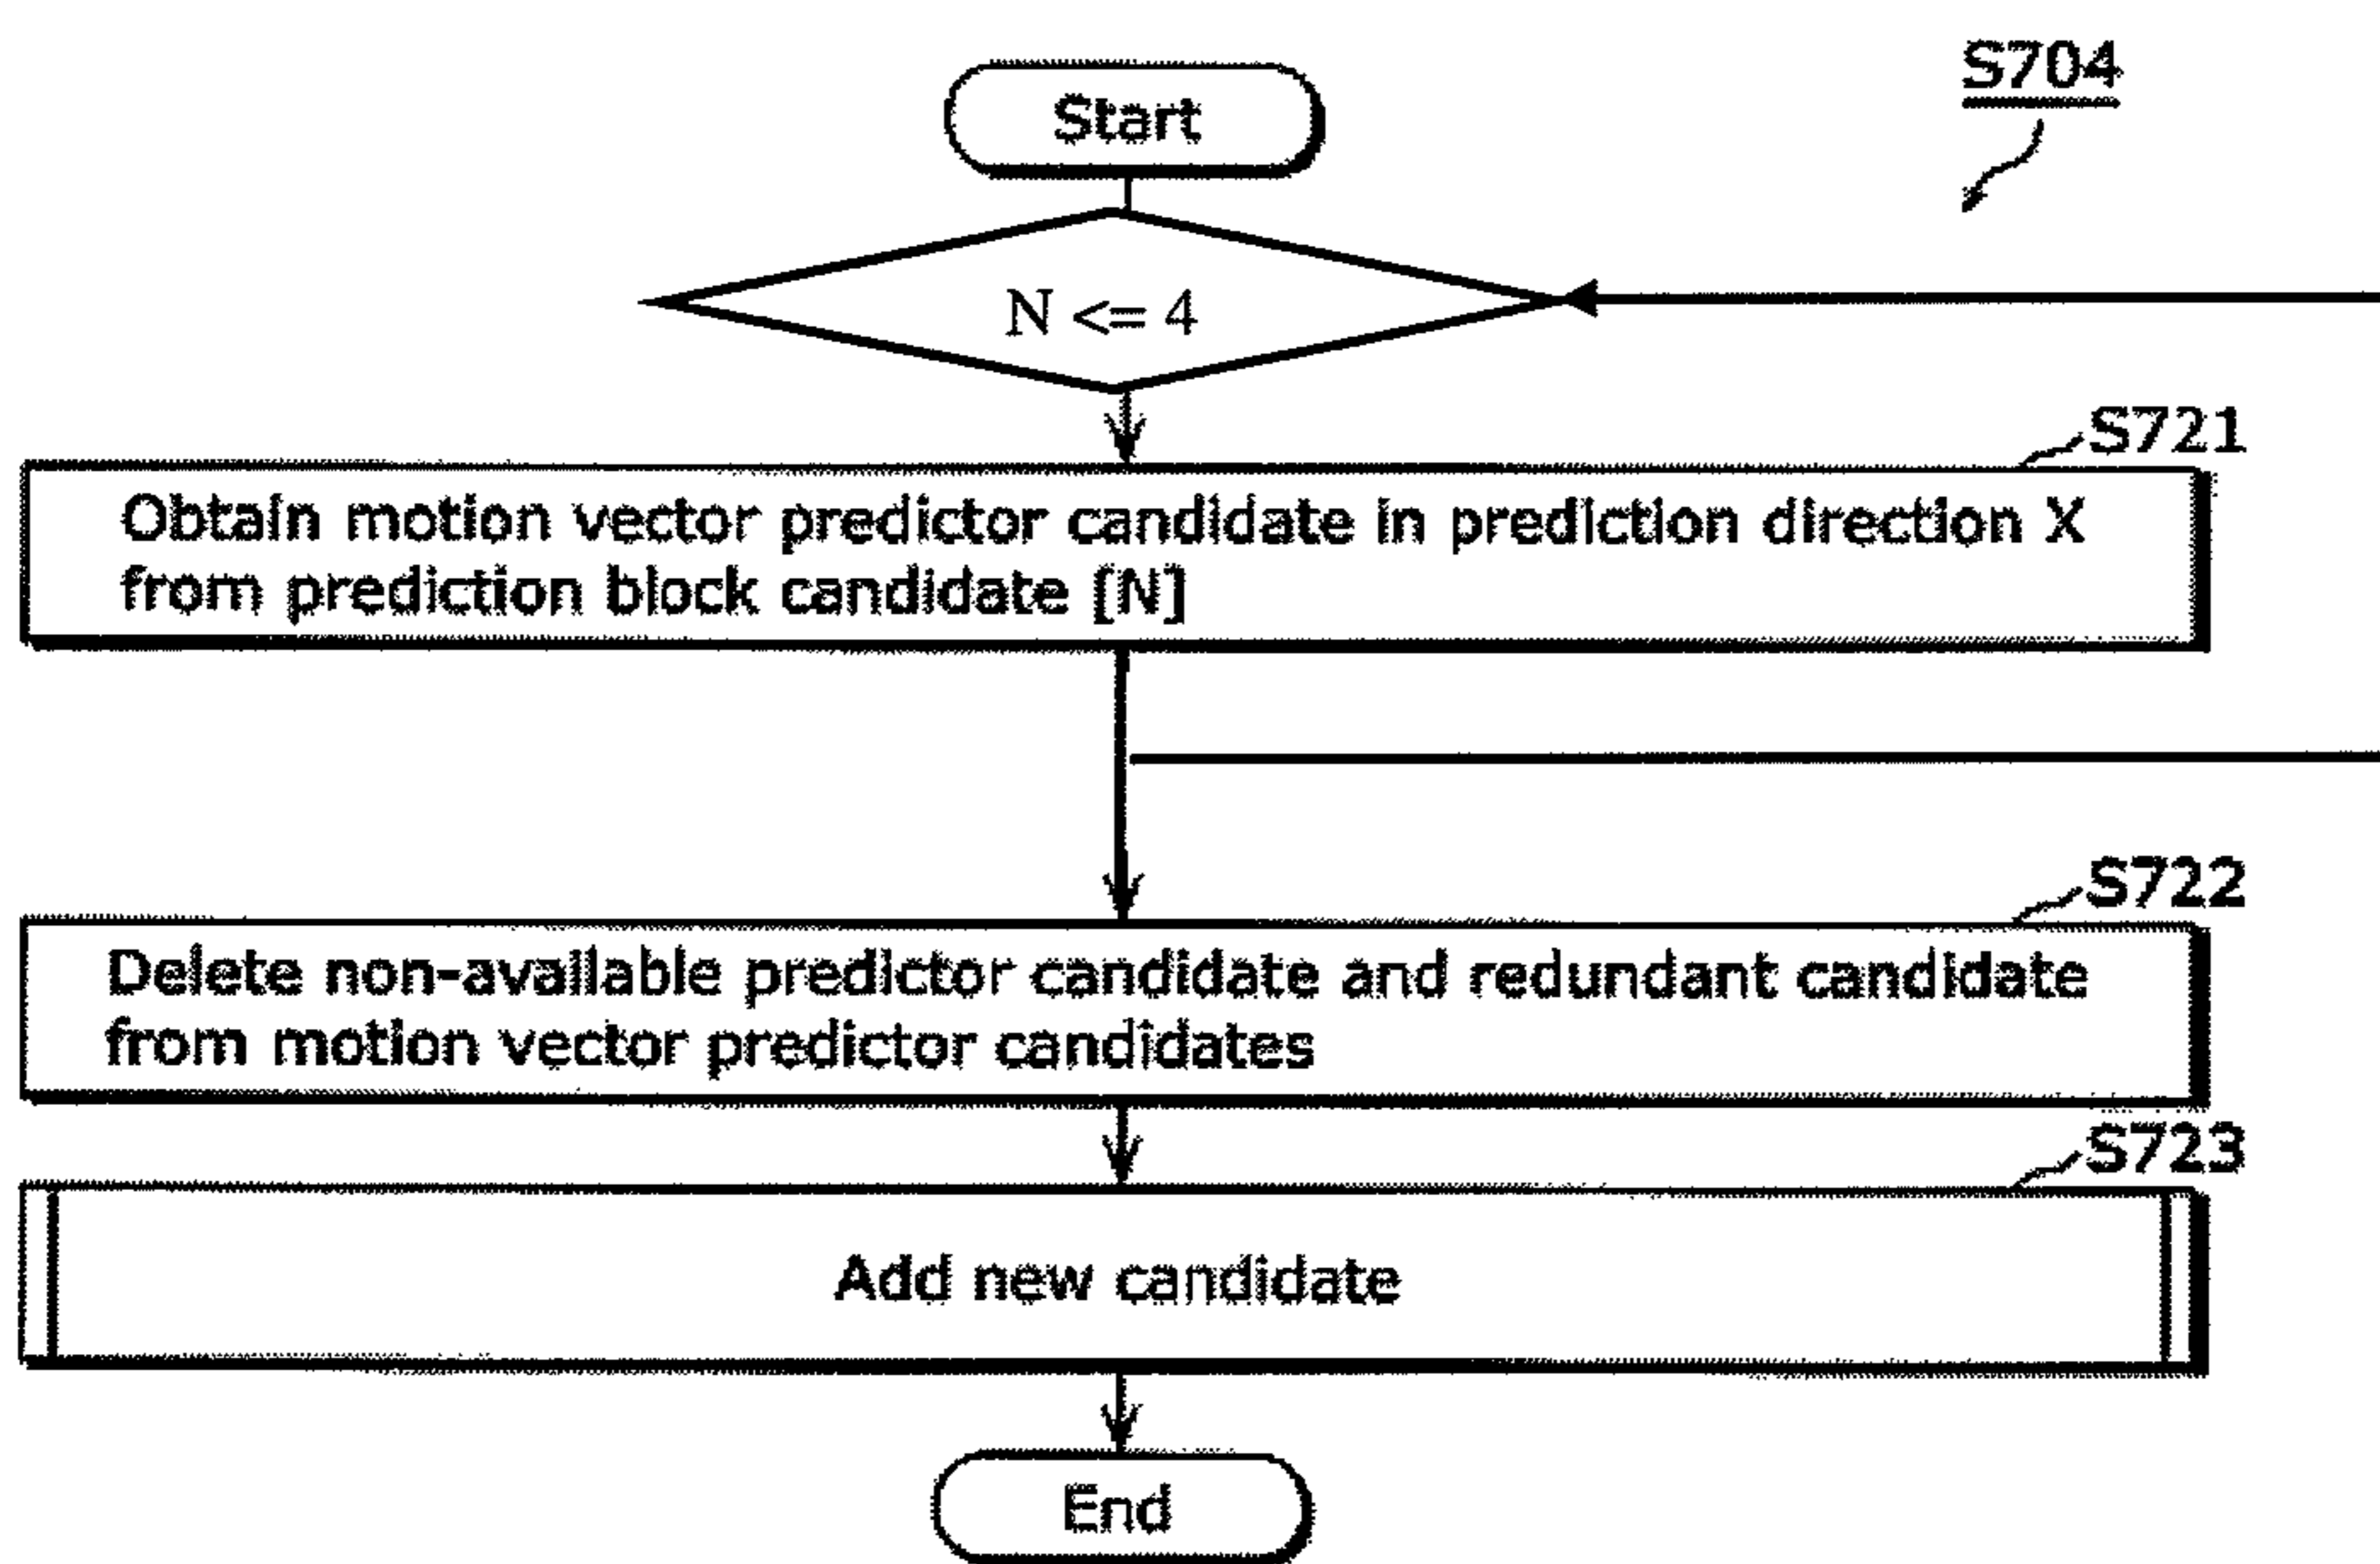 S704
Start
N <= 4
S721
Obtain motion vector predictor candidate in prediction direction X
from prediction block candidate [N]
S722
Delete non-available predictor candidate and redundant candidate
from motion vector predictor candidates
S723
Add new candidate
End